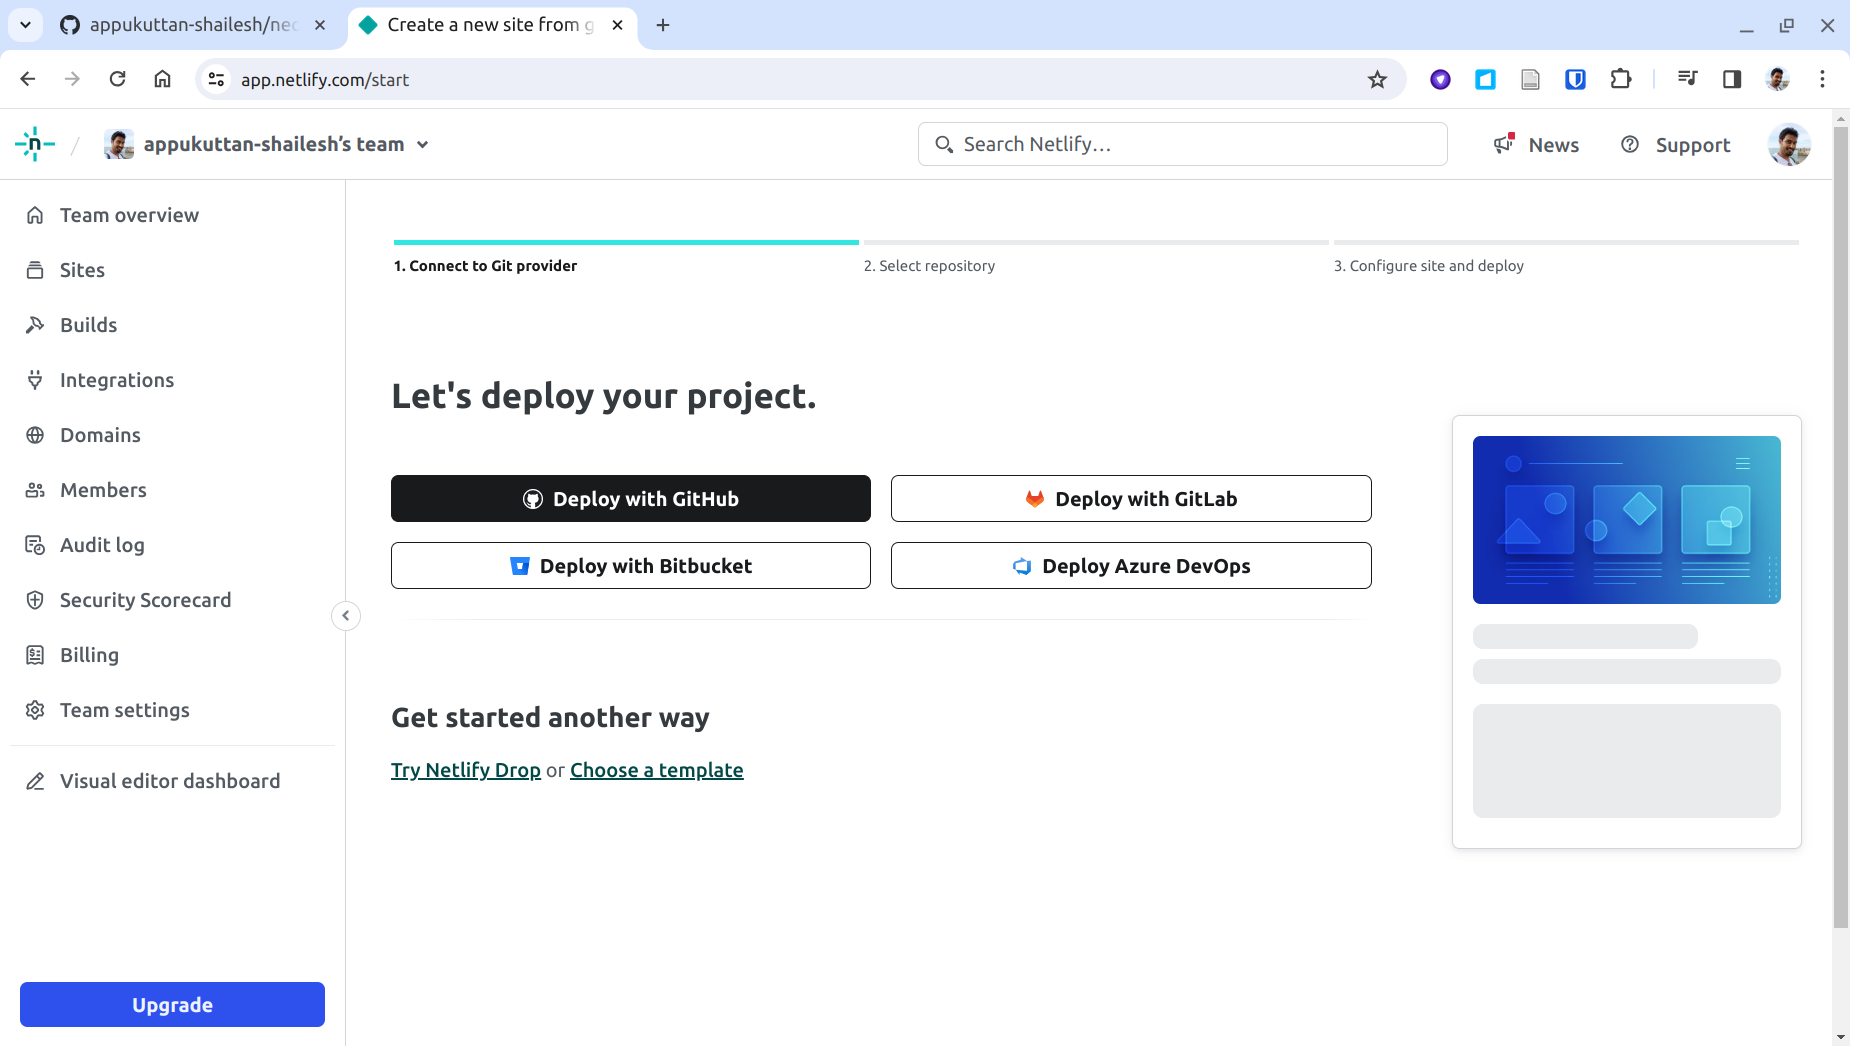 appukuttan-shailesh/neo
Create a new site from g
app.netlify.com/start
appukuttan-shailesh’s team
Search Netlify…
News
Support
Team overview
Sites
Builds
Integrations
Domains
Members
Audit log
Security Scorecard
Billing
Team settings
Visual editor dashboard
Upgrade
1. Connect to Git provider
2. Select repository
3. Configure site and deploy
Let's deploy your project.
Deploy with GitHub
Deploy with GitLab
Deploy with Bitbucket
Deploy Azure DevOps
Get started another way
Try Netlify Drop or Choose a template